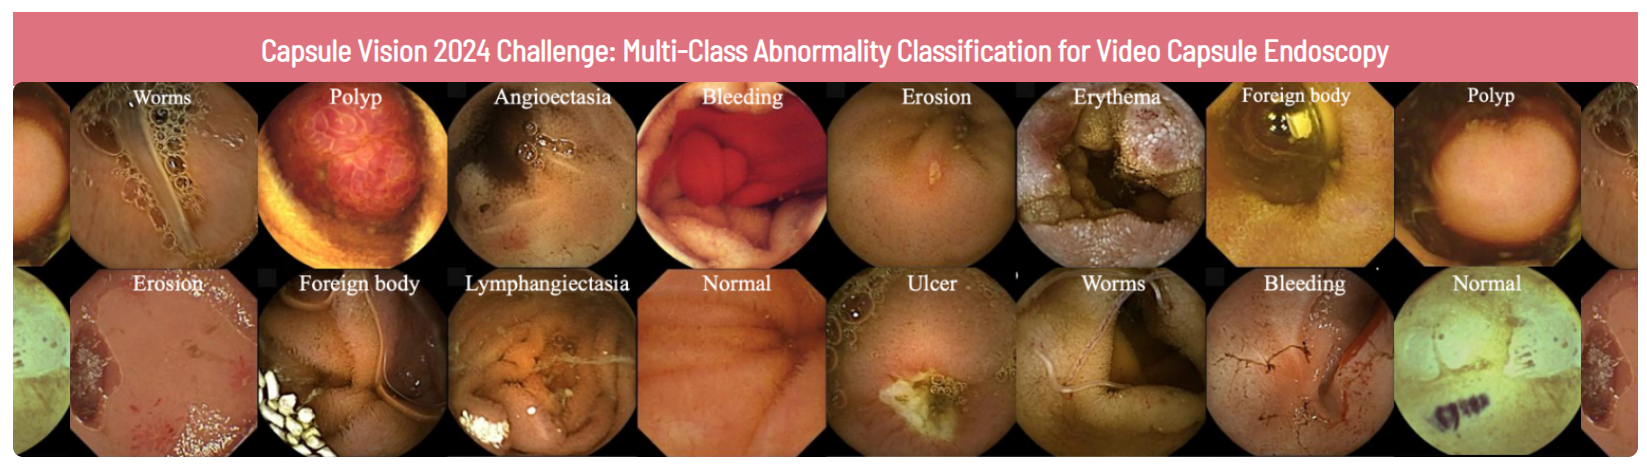 Capsule Vision 2024 Challenge: Multi-Class Abnormality Classification for Video Capsule Endoscopy
Worms Polyp Angioectasia Bleeding Erosion Erythema Foreign body Polyp
Erosion Foreign body Lymphangiectasia Normal Ulcer Worms Bleeding Normal